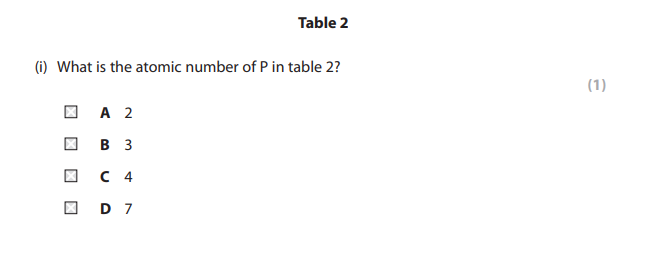 Table 2
(i) What is the atomic number of P in table 2?
(1)
A 2
B 3
C 4
D 7